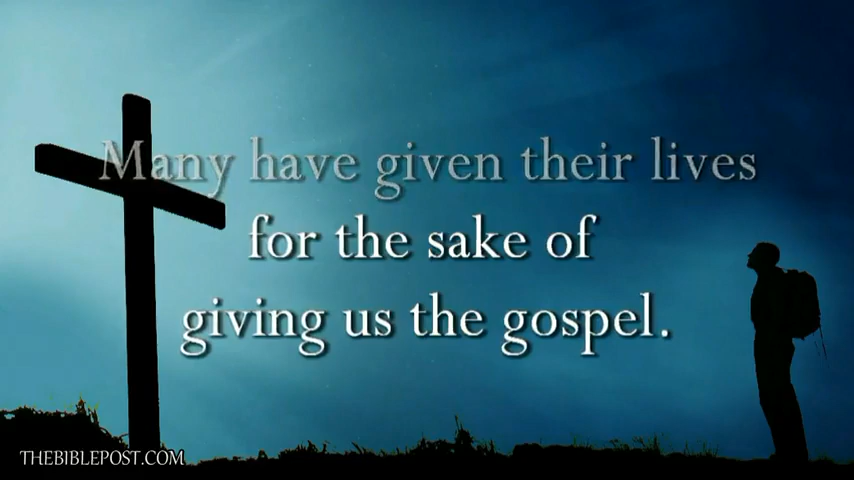 Many have given their lives
for the sake of
giving us the gospel.
THEBIBLEPOST.COM